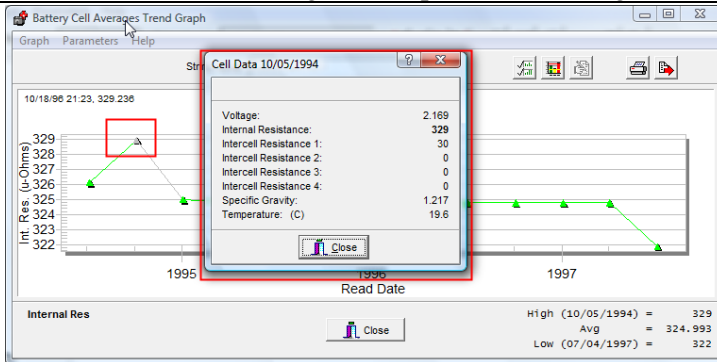 Battery Cell Averages Trend Graph
Graph Parameters Help
Cell Data 10/05/1994
10/18/96 21:23, 329.236
Voltage: 2.169
Internal Resistance: 329
Intercell Resistance 1: 30
Intercell Resistance 2: 0
Intercell Resistance 3: 0
Intercell Resistance 4: 0
Specific Gravity: 1.217
Temperature: (C) 19.6
Close
Int. Res. (u-Ohms)
329
328
327
326
325
324
323
322
1995 1996 1997
Read Date
Internal Res
Close
High (10/05/1994) = 329
Avg = 324.993
Low (07/04/1997) = 322